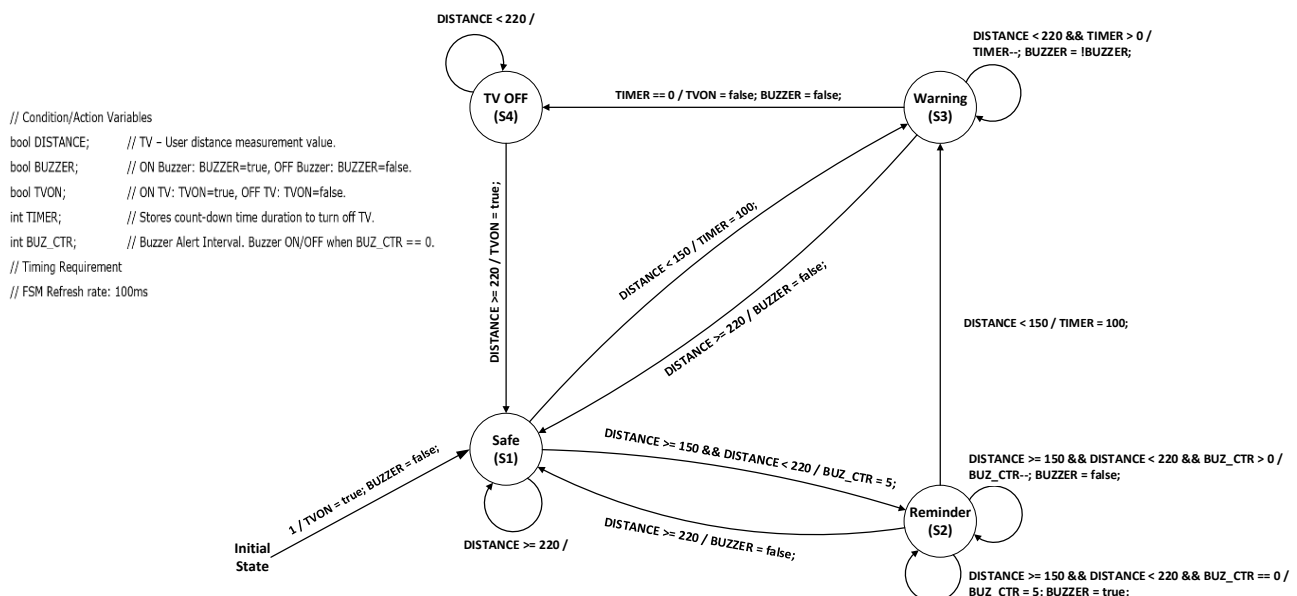 DISTANCE < 220 /
DISTANCE < 220 && TIMER > 0 /
TIMER--; BUZZER = !BUZZER;
TV OFF
(S4)
TIMER == 0 / TVON = false; BUZZER = false;
Warning
(S3)
// Condition/Action Variables
bool DISTANCE; // TV – User distance measurement value.
bool BUZZER; // ON Buzzer: BUZZER=true, OFF Buzzer: BUZZER=false.
bool TVON; // ON TV: TVON=true, OFF TV: TVON=false.
int TIMER; // Stores count-down time duration to turn off TV.
int BUZ_CTR; // Buzzer Alert Interval. Buzzer ON/OFF when BUZ_CTR == 0.
// Timing Requirement
// FSM Refresh rate: 100ms
DISTANCE >= 220 / TVON = true;
DISTANCE < 150 / TIMER = 100;
DISTANCE >= 220 / BUZZER = false;
DISTANCE < 150 / TIMER = 100;
Safe
(S1)
DISTANCE >= 150 && DISTANCE < 220 / BUZ_CTR = 5;
1 / TVON = true; BUZZER = false;
DISTANCE >= 150 && DISTANCE < 220 && BUZ_CTR > 0 /
BUZ_CTR--; BUZZER = false;
Reminder
(S2)
DISTANCE >= 220 / BUZZER = false;
DISTANCE >= 220 /
Initial
State
DISTANCE >= 150 && DISTANCE < 220 && BUZ_CTR == 0 /
BUZ_CTR = 5; BUZZER = true;